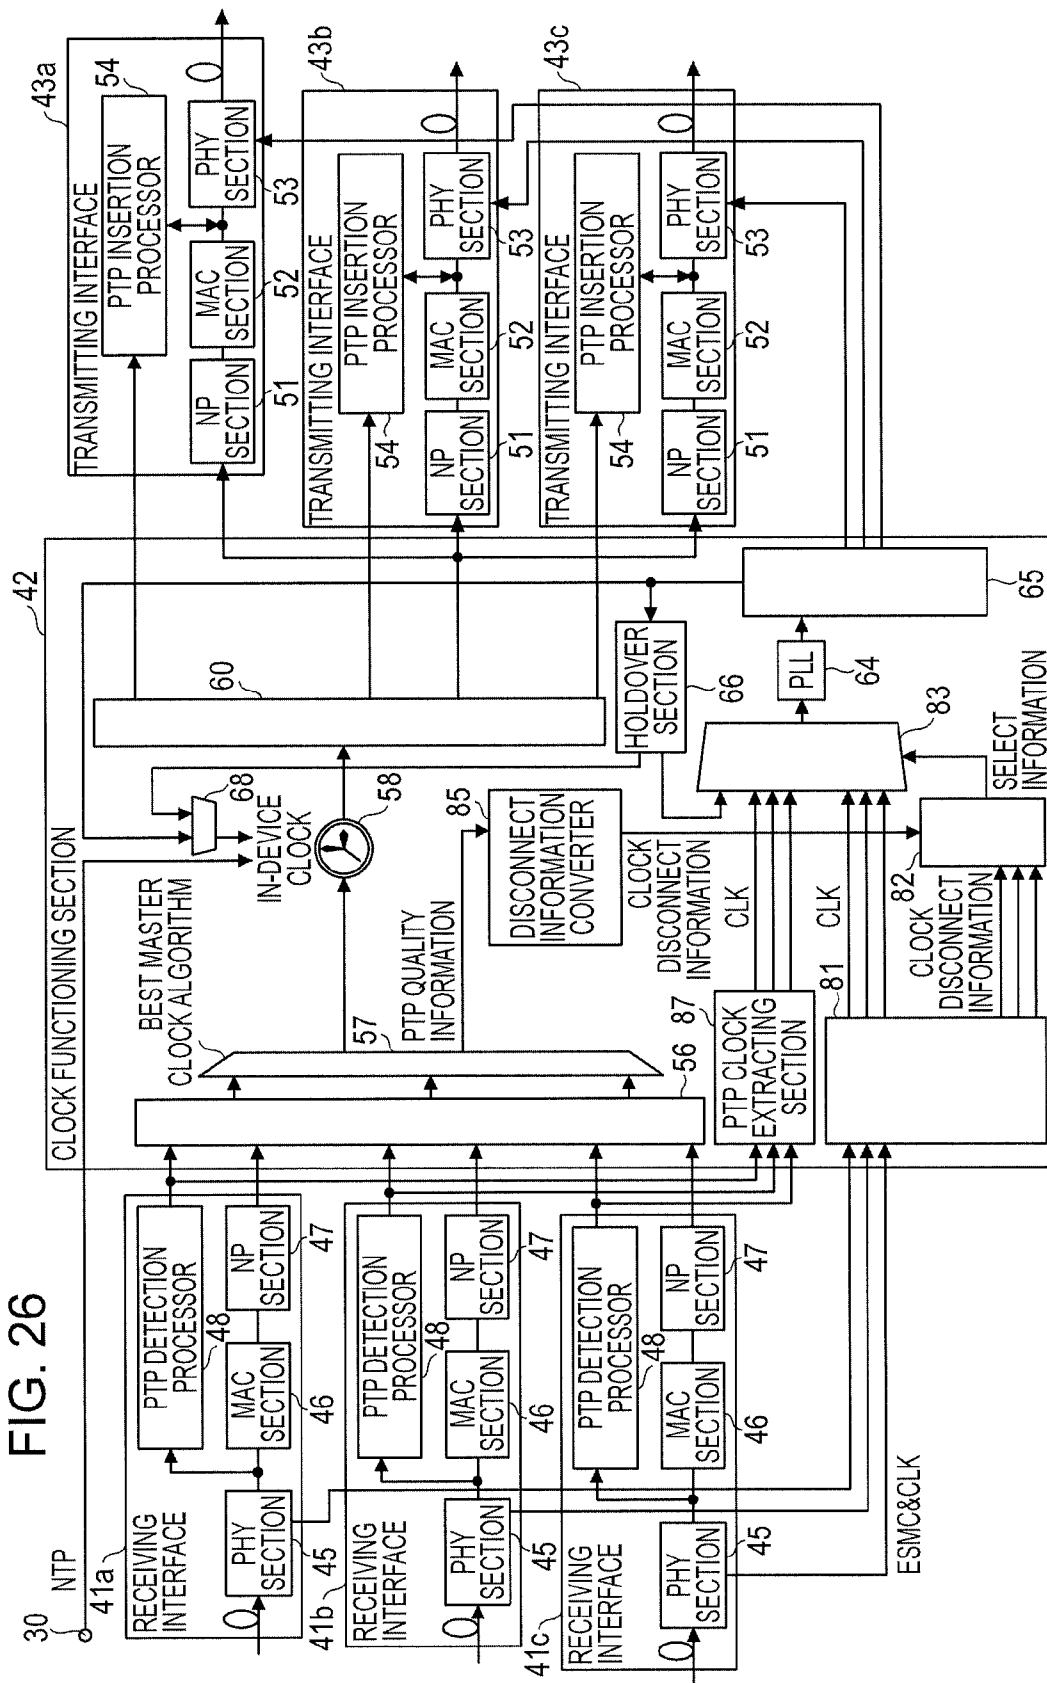 FIG. 26
30
NTP
41a
RECEIVING
INTERFACE
PTP DETECTION
PROCESSOR
48
PHY
SECTION
45
MAC
SECTION
46
NP
SECTION
47
41b
RECEIVING
INTERFACE
PTP DETECTION
PROCESSOR
48
PHY
SECTION
45
MAC
SECTION
46
NP
SECTION
47
41c
RECEIVING
INTERFACE
PTP DETECTION
PROCESSOR
48
PHY
SECTION
45
MAC
SECTION
46
NP
SECTION
47
ESMC&CLK
CLOCK FUNCTIONING SECTION
42
BEST MASTER
CLOCK ALGORITHM
57
56
PTP QUALITY
INFORMATION
IN-DEVICE
CLOCK
68
58
60
85
DISCONNECT
INFORMATION
CONVERTER
CLOCK
DISCONNECT
INFORMATION
87
PTP CLOCK
EXTRACTING
SECTION
CLK
CLK
81
CLOCK
DISCONNECT
INFORMATION
82
SELECT
INFORMATION
83
HOLDOVER
SECTION
66
PLL
64
65
43a
TRANSMITTING INTERFACE
PTP INSERTION
PROCESSOR
54
NP
SECTION
51
MAC
SECTION
52
PHY
SECTION
53
43b
TRANSMITTING INTERFACE
PTP INSERTION
PROCESSOR
54
NP
SECTION
51
MAC
SECTION
52
PHY
SECTION
53
43c
TRANSMITTING INTERFACE
PTP INSERTION
PROCESSOR
54
NP
SECTION
51
MAC
SECTION
52
PHY
SECTION
53